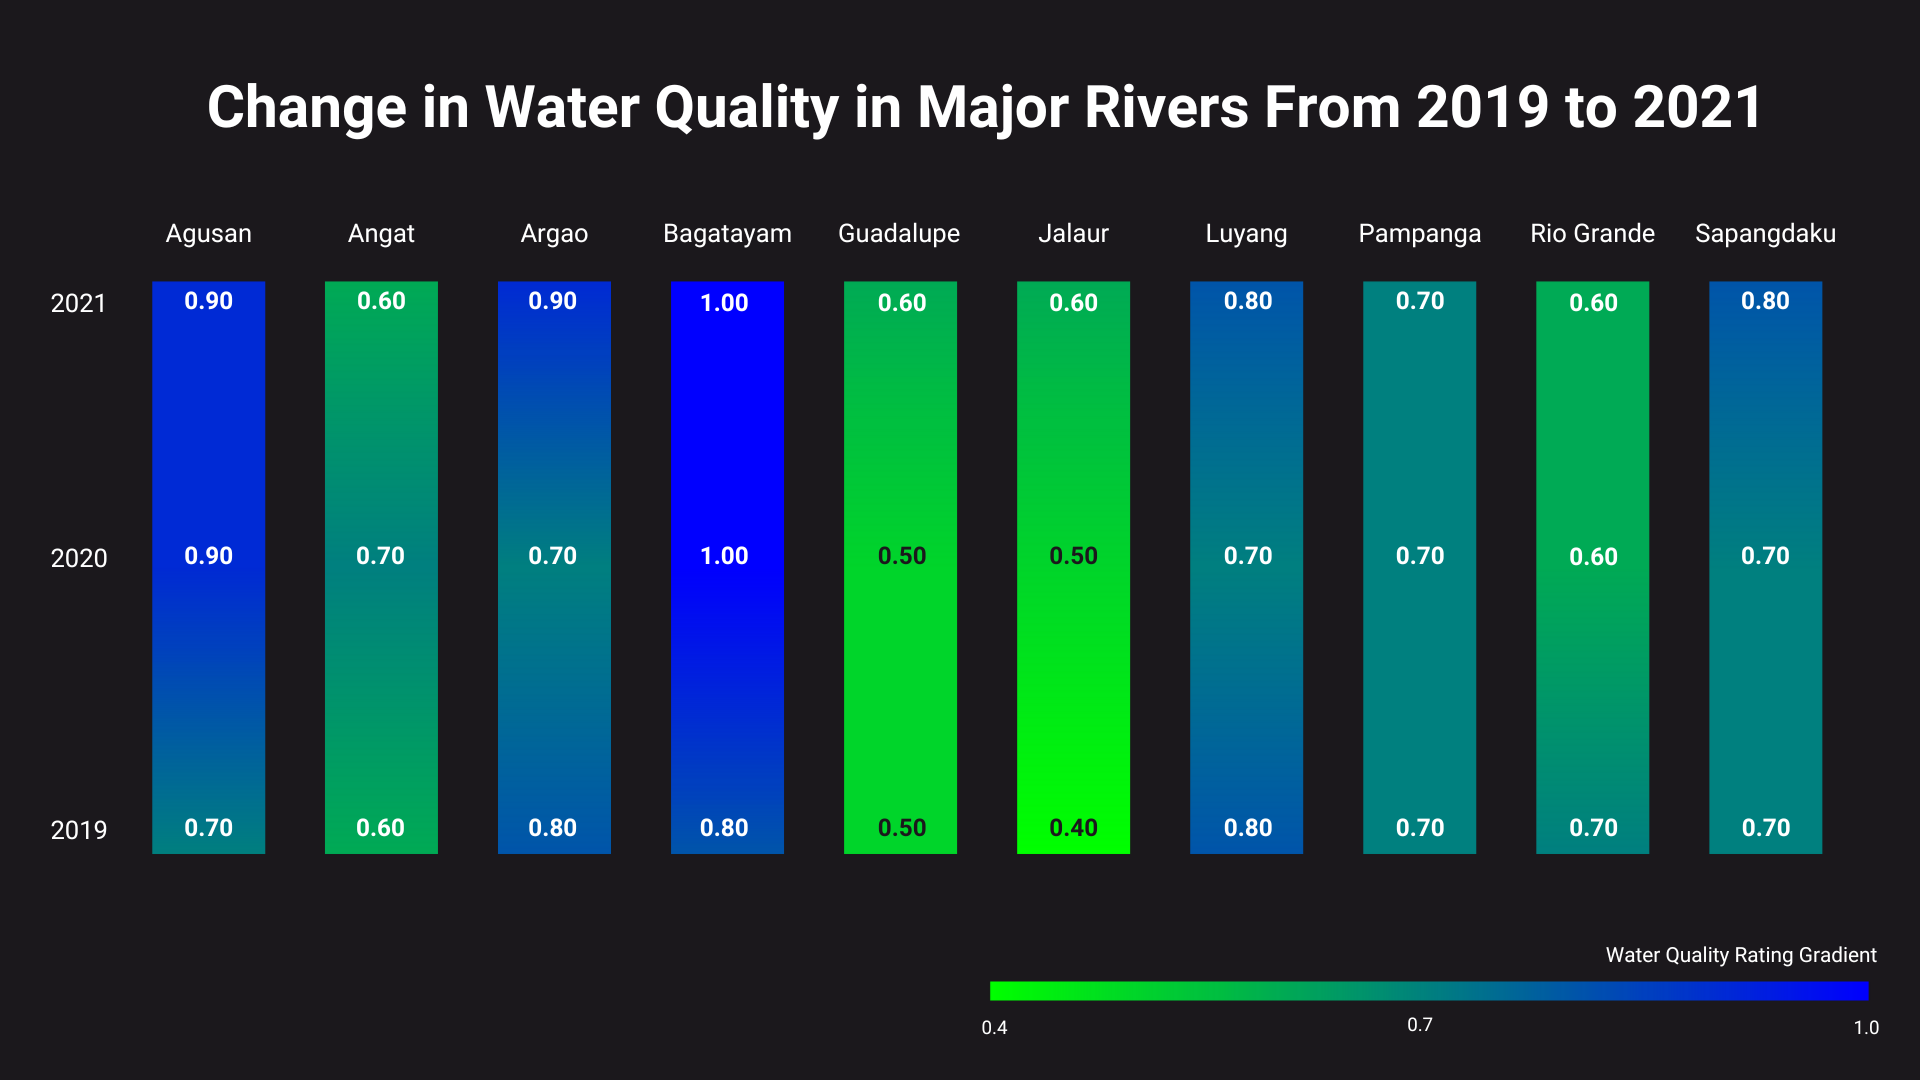 Change in Water Quality in Major Rivers From 2019 to 2021
Agusan Angat Argao Bagatayam Guadalupe Jalaur Luyang Pampanga Rio Grande Sapangdaku
2021 0.90 0.60 0.90 1.00 0.60 0.60 0.80 0.70 0.60 0.80
2020 0.90 0.70 0.70 1.00 0.50 0.50 0.70 0.70 0.60 0.70
2019 0.70 0.60 0.80 0.80 0.50 0.40 0.80 0.70 0.70 0.70
Water Quality Rating Gradient
0.4 0.7 1.0